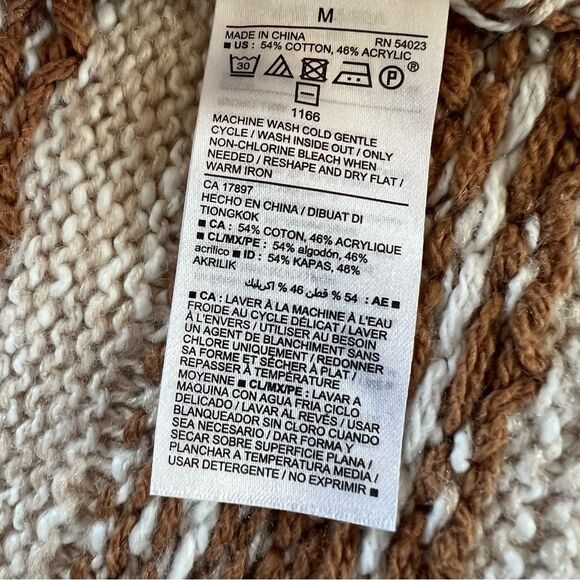 M
MADE IN CHINA RN 54023
■ US : 54% COTTON, 46% ACRYLIC
30 P ®
1166
MACHINE WASH COLD GENTLE
CYCLE / WASH INSIDE OUT / ONLY
NON-CHLORINE BLEACH WHEN
NEEDED / RESHAPE AND DRY FLAT /
WARM IRON
CA 17897
HECHO EN CHINA / DIBUAT DI
TIONGKOK
■ CA : 54% COTON, 46% ACRYLIQUE
■ CL/MX/PE : 54% algodón, 46%
acrílico ■ ID : 54% KAPAS, 46%
AKRILIK
■ AE : 54 % قطن 46 % اكريليك
■ CA : LAVER À LA MACHINE À L'EAU
FROIDE AU CYCLE DÉLICAT / LAVER
À L'ENVERS / UTILISER AU BESOIN
UN AGENT DE BLANCHIMENT SANS
CHLORE UNIQUEMENT / REDONNER
SA FORME ET SÉCHER À PLAT /
REPASSER À TEMPÉRATURE
MOYENNE ■ CL/MX/PE : LAVAR A
MAQUINA CON AGUA FRIA CICLO
DELICADO / LAVAR AL REVÉS / USAR
BLANQUEADOR SIN CLORO CUANDO
SEA NECESARIO / DAR FORMA Y
SECAR SOBRE SUPERFICIE PLANA /
PLANCHAR A TEMPERATURA MEDIA /
USAR DETERGENTE / NO EXPRIMIR ■